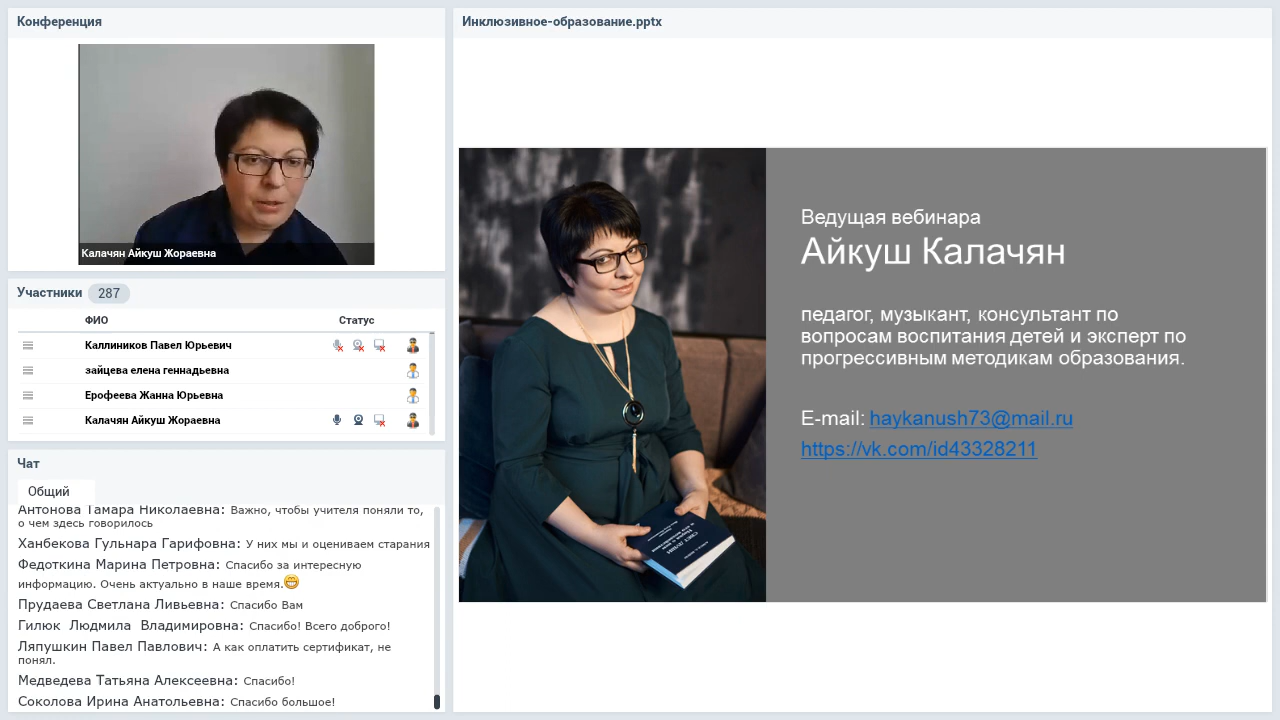 Конференция
Калачян Айкуш Жораевна
Участники 287
ФИО Статус
Каллиников Павел Юрьевич
зайцева елена геннадьевна
Ерофеева Жанна Юрьевна
Калачян Айкуш Жораевна
Чат
Общий
Антонова Тамара Николаевна: Важно, чтобы учителя поняли то,
о чем здесь говорилось
Ханбекова Гульнара Гарифовна: У них мы и оцениваем старания
Федоткина Марина Петровна: Спасибо за интересную
информацию. Очень актуально в наше время.
Прудаева Светлана Ливьевна: Спасибо Вам
Гилюк Людмила Владимировна: Спасибо! Всего доброго!
Ляпушкин Павел Павлович: А как оплатить сертификат, не
понял.
Медведева Татьяна Алексеевна: Спасибо!
Соколова Ирина Анатольевна: Спасибо большое!
Инклюзивное-образование.pptx
Ведущая вебинара
Айкуш Калачян
педагог, музыкант, консультант по
вопросам воспитания детей и эксперт по
прогрессивным методикам образования.
E-mail: haykanush73@mail.ru
https://vk.com/id43328211